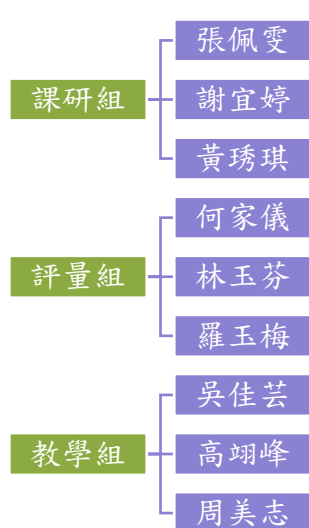 課研組
張佩雯
謝宜婷
黃琇琪
評量組
何家儀
林玉芬
羅玉梅
教學組
吳佳芸
高翊峰
周美志